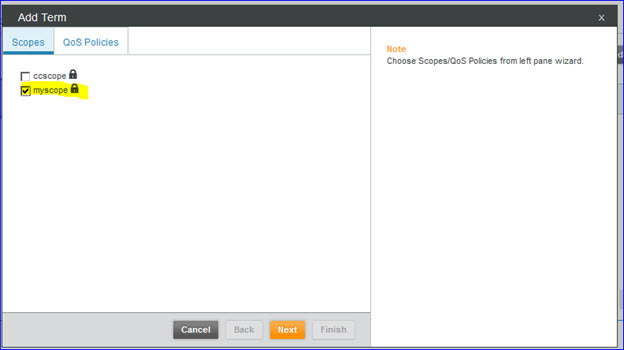 Add Term
x
Scopes
QoS Policies
ccscope
myscope
Note
Choose Scopes/QoS Policies from left pane wizard.
Cancel
Back
Next
Finish